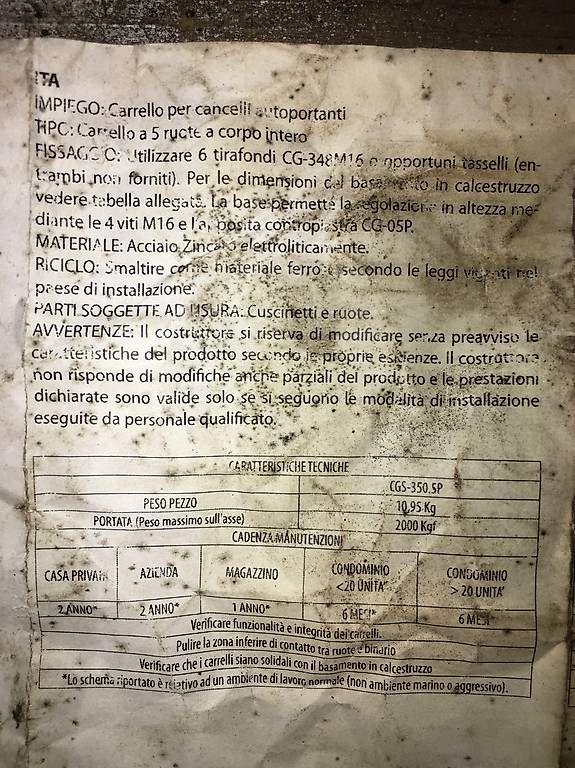 ITA
IMPIEGO: Carrello per cancelli autoportanti
TIPO: Carrello a 5 ruote a corpo intero
FISSAGGIO: Utilizzare 6 tirafondi CG-348M16 o opportuni tasselli (en-
trambi non forniti). Per le dimensioni del basamento in calcestruzzo
vedere tabella allegata. La base permette la regolazione in altezza me-
diante le 4 viti M16 e l'apposita contropiastra CG-05P.
MATERIALE: Acciaio Zincato elettroliticamente.
RICICLO: Smaltire come materiale ferroso secondo le leggi vigenti nel
paese di installazione.
PARTI SOGGETTE AD USURA: Cuscinetti e ruote.
AVVERTENZE: Il costruttore si riserva di modificare senza preavviso le
caratteristiche del prodotto secondo le proprie esigenze. Il costruttore
non risponde di modifiche anche parziali del prodotto e le prestazioni
dichiarate sono valide solo se si seguono le modalità di installazione
eseguite da personale qualificato.
CARATTERISTICHE TECNICHE
CGS-350.5P
PESO PEZZO 10,95 Kg
PORTATA (Peso massimo sull'asse) 2000 Kgf
CADENZA MANUTENZIONI
CASA PRIVATA AZIENDA MAGAZZINO CONDOMINIO <20 UNITA' CONDOMINIO > 20 UNITA'
2 ANNO* 2 ANNO* 1 ANNO* 6 MESI* 6 MESI*
Verificare funzionalità e integrità dei carrelli.
Pulire la zona inferire di contatto tra ruote e binario
Verificare che i carrelli siano solidali con il basamento in calcestruzzo
*Lo schema riportato è relativo ad un ambiente di lavoro normale (non ambiente marino o aggressivo).